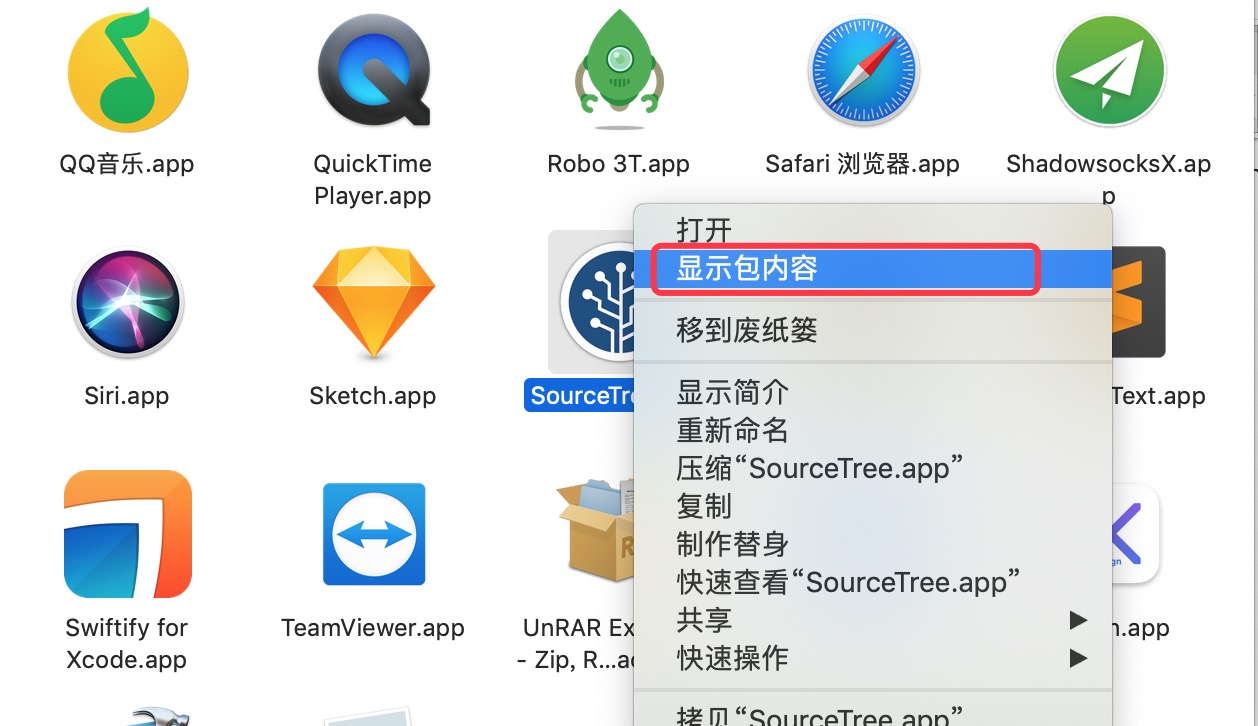 QQ音乐.app
QuickTime
Player.app
Robo 3T.app
Safari 浏览器.app
ShadowsocksX.ap
p
打开
显示包内容
移到废纸篓
显示简介
重新命名
压缩“SourceTree.app”
复制
制作替身
快速查看“SourceTree.app”
共享
快速操作
拷贝“SourceTree.app”
Siri.app
Sketch.app
SourceTr
Text.app
Swiftify for
Xcode.app
TeamViewer.app
UnRAR Ex
- Zip, R...ac
n.app